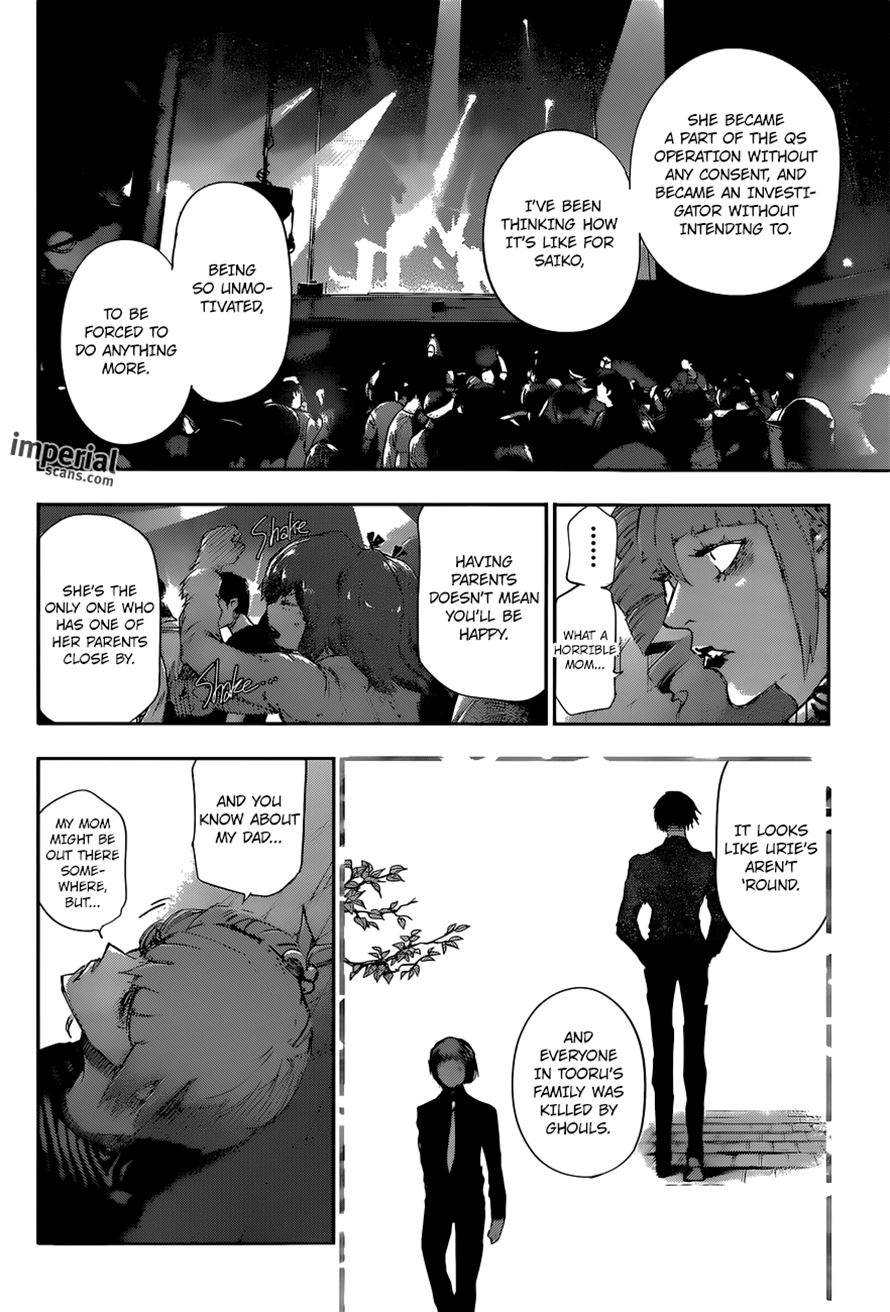 SHE BECAME
A PART OF THE QS
OPERATION WITHOUT
ANY CONSENT, AND
BECAME AN INVESTI-
GATOR WITHOUT
INTENDING TO.
I'VE BEEN
THINKING HOW
IT'S LIKE FOR
SAIKO,
BEING
SO UNMO-
TIVATED,
TO BE
FORCED TO
DO ANYTHING
MORE.
imperial
scans.com
.......
WHAT A
HORRIBLE
MOM...
HAVING
PARENTS
DOESN'T MEAN
YOU'LL BE
HAPPY.
Shake
Shake...
SHE'S THE
ONLY ONE WHO
HAS ONE OF
HER PARENTS
CLOSE BY.
IT LOOKS
LIKE URIE'S
AREN'T
'ROUND.
AND
EVERYONE
IN TOORU'S
FAMILY WAS
KILLED BY
GHOULS.
AND YOU
KNOW ABOUT
MY DAD...
MY MOM
MIGHT BE
OUT THERE
SOME-
WHERE,
BUT...